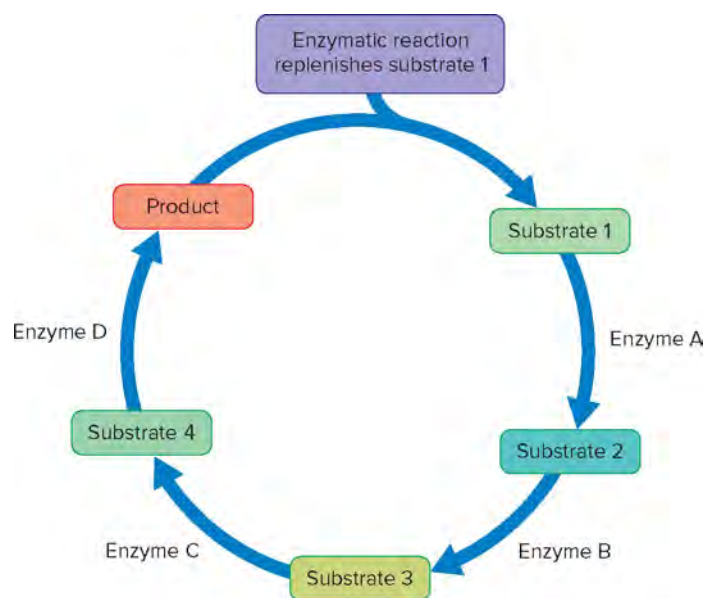 Enzymatic reaction
replenishes substrate 1
Product
Substrate 1
Enzyme D
Enzyme A
Substrate 4
Substrate 2
Enzyme C
Enzyme B
Substrate 3